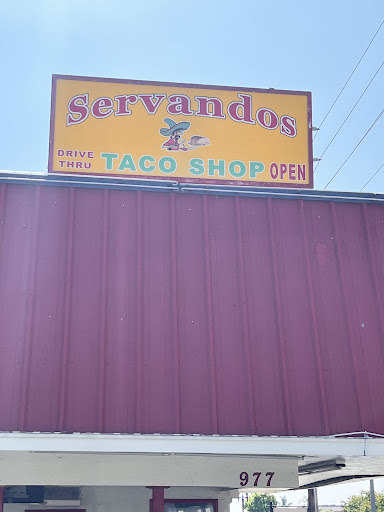 Servandos
DRIVE THRU TACO SHOP OPEN
977